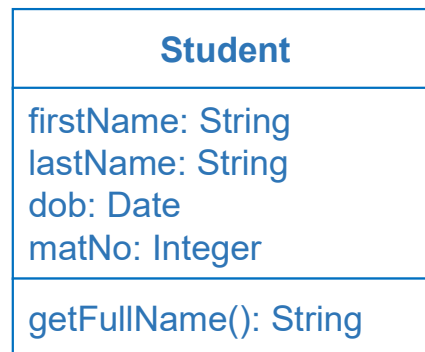 Student
firstName: String
lastName: String
dob: Date
matNo: Integer
getFullName(): String